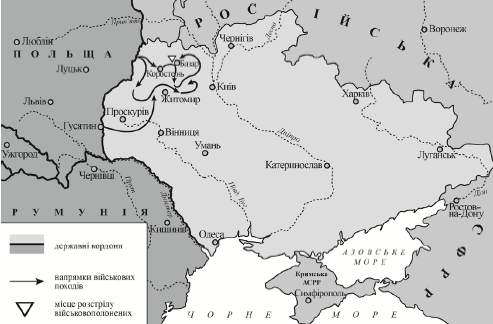 Люблін
ПОЛЬЩА
Луцьк
Львів
Гусятин
Ужгород
Чернівці
РУМУНІЯ
Кишинів
РОСІЙСЬКА
Чернігів
Воронеж
Базар
Коростень
Київ
Житомир
Харків
Проскурів
Вінниця
Дніпро
Умань
Катеринослав
Луганськ
Дон
Ростов-
на-Дону
Одеса
АЗОВСЬКЕ
МОРЕ
Кримська
АСРР
Симферополь
ЧОРНЕ МОРЕ
державні кордони
напрямки військових
походів
місце розстрілу
військовополонених